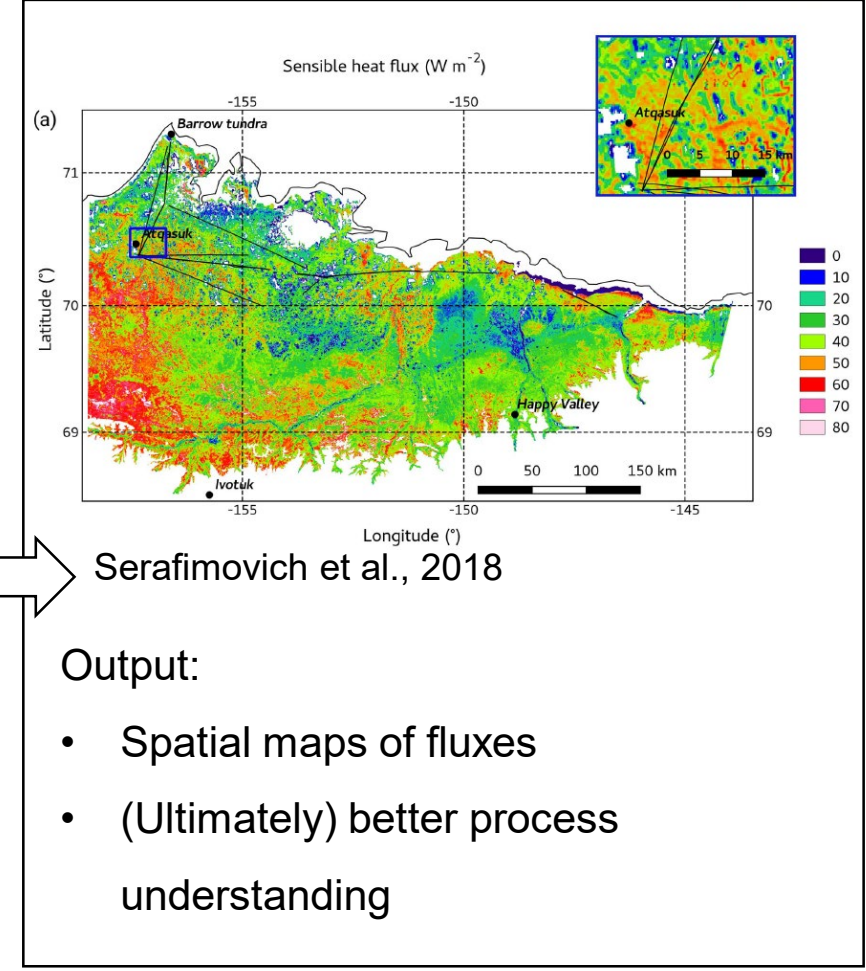 Sensible heat flux (W m⁻²)
(a)
-155 -150
Barrow tundra
Atqasuk
Atqasuk
0 5 10 15 km
71
70 70
69 69
Latitude (°)
0
10
20
30
40
50
60
70
80
Happy Valley
0 50 100 150 km
Ivotuk
-155 -150 -145
Longitude (°)
Serafimovich et al., 2018
Output:
• Spatial maps of fluxes
• (Ultimately) better process
understanding